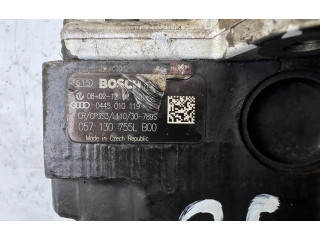 BOSCH
08-02-13
0445 010 119
CR/CP3S3/L110/30-789S
057 130 755L B00
Made in Czech Republic